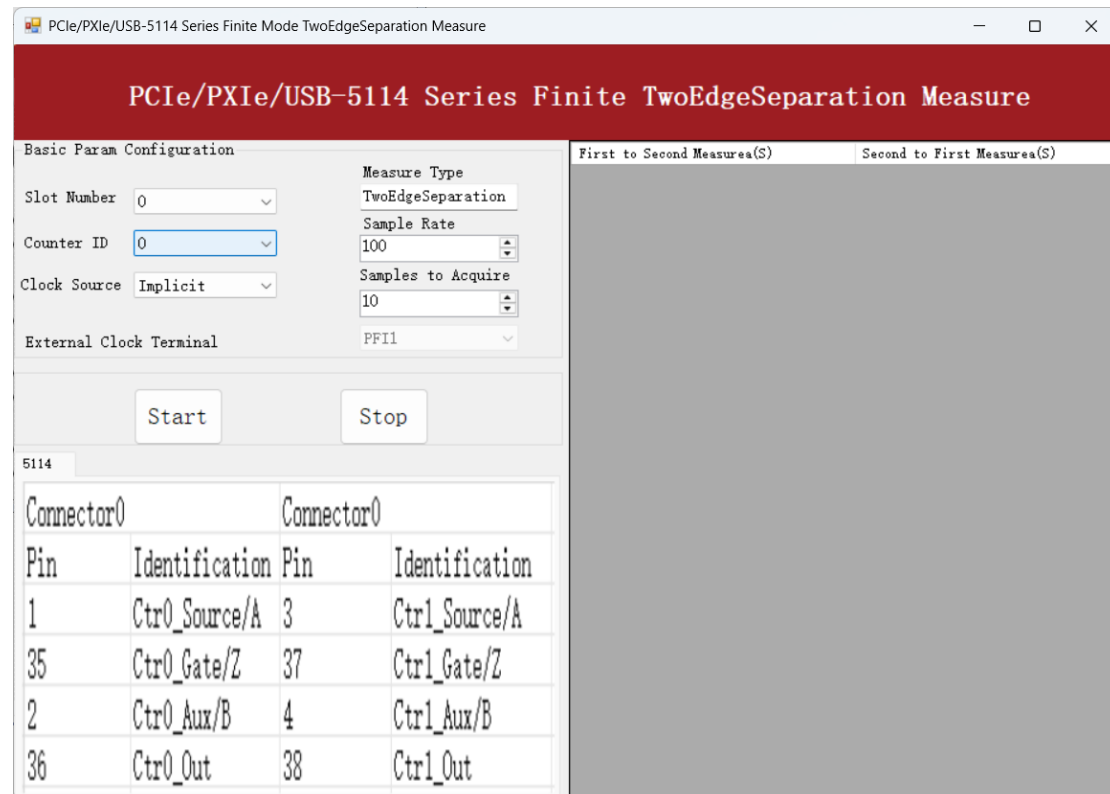 PCIe/PXIe/USB-5114 Series Finite Mode TwoEdgeSeparation Measure
PCIe/PXIe/USB-5114 Series Finite TwoEdgeSeparation Measure
Basic Param Configuration
Slot Number 0
Counter ID 0
Clock Source Implicit
External Clock Terminal
Measure Type
TwoEdgeSeparation
Sample Rate
100
Samples to Acquire
10
PFI1
Start Stop
5114
Connector0 Connector0
Pin Identification Pin Identification
1 Ctr0_Source/A 3 Ctr1_Source/A
35 Ctr0_Gate/Z 37 Ctr1_Gate/Z
2 Ctr0_Aux/B 4 Ctr1_Aux/B
36 Ctr0_Out 38 Ctr1_Out
First to Second Measurea(S) Second to First Measurea(S)